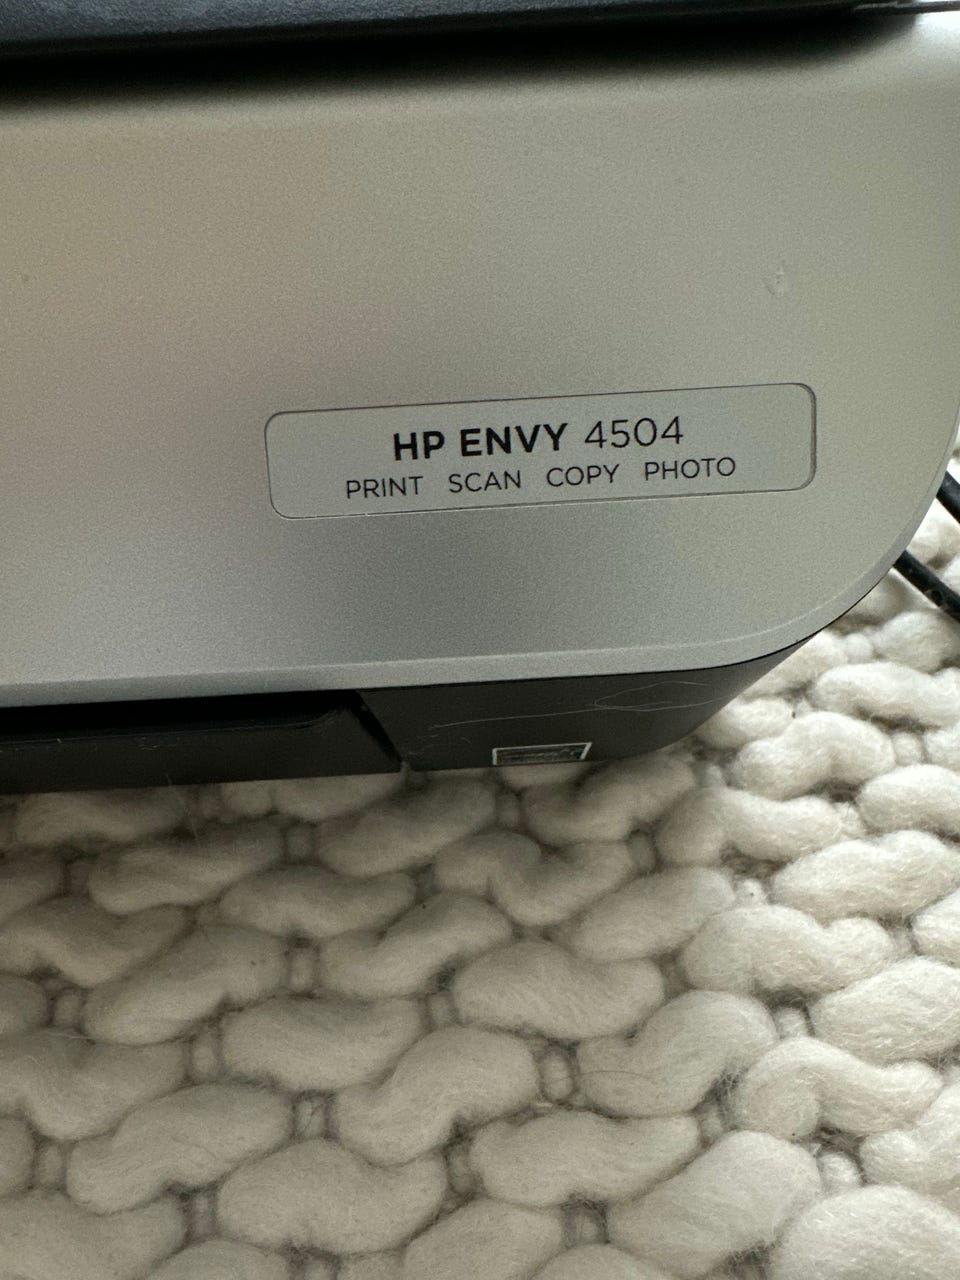 HP ENVY 4504
PRINT SCAN COPY PHOTO